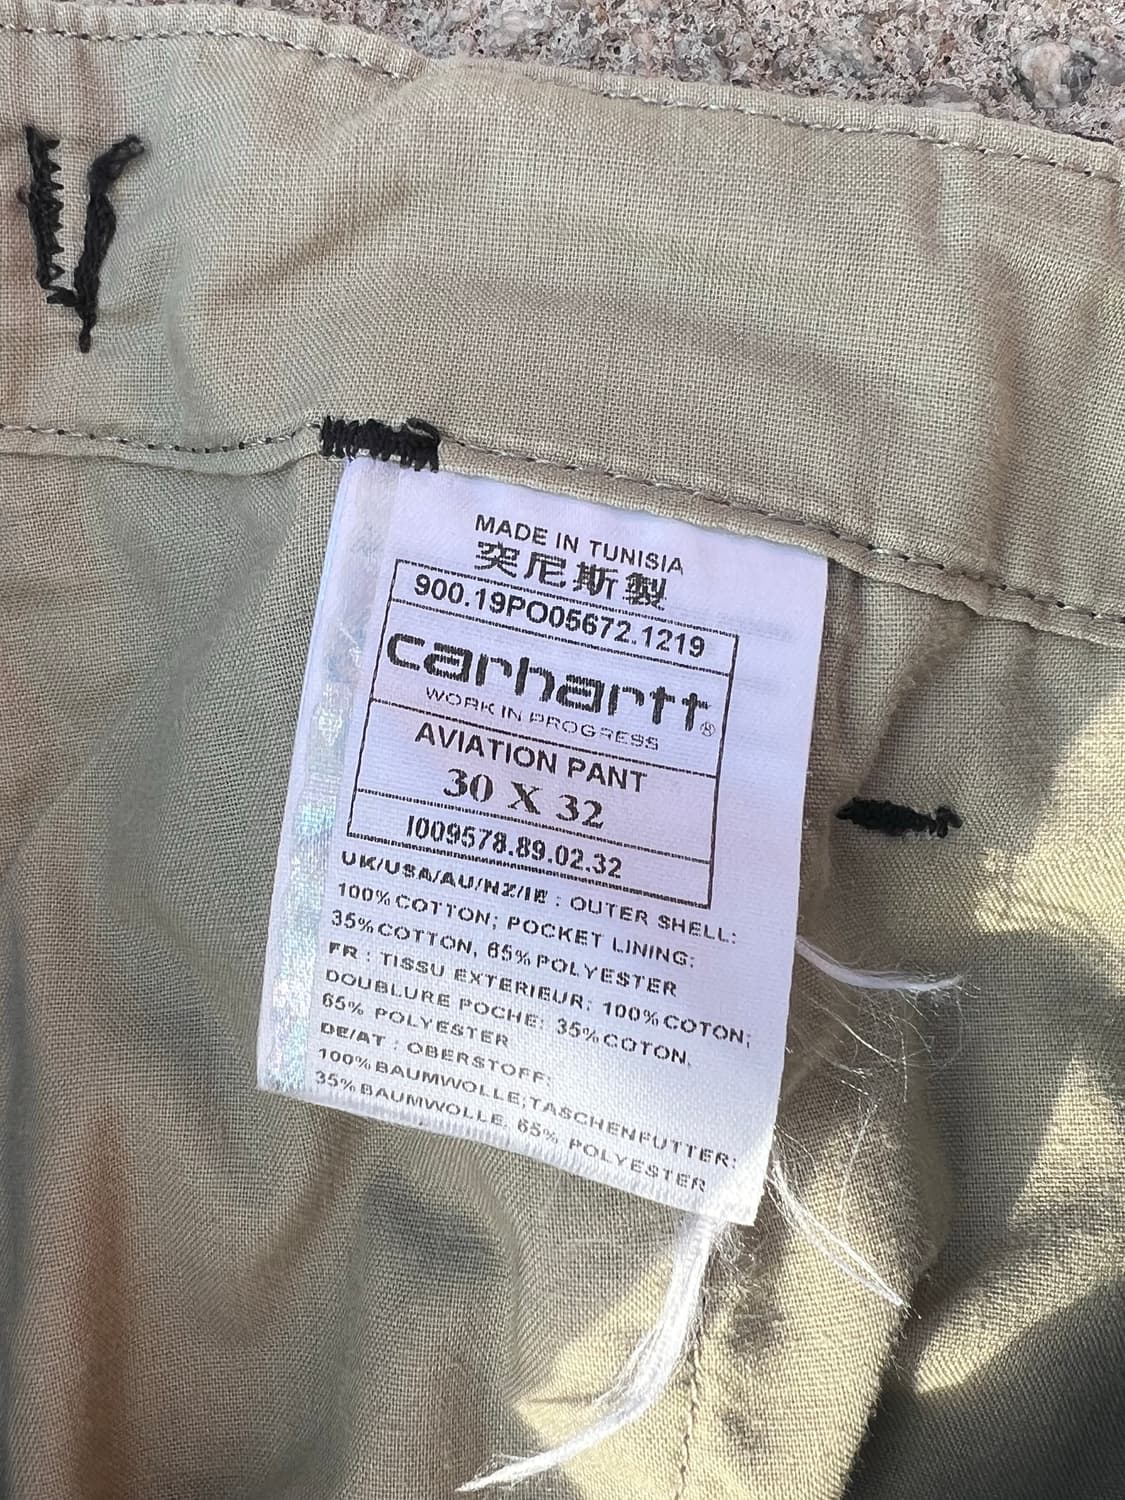 MADE IN TUNISIA
突尼斯製
900.19PO05672.1219
carhartt®
WORK IN PROGRESS
AVIATION PANT
30 X 32
I009578.89.02.32
UK/USA/AU/NZ/IE : OUTER SHELL:
100% COTTON; POCKET LINING:
35% COTTON, 65% POLYESTER
FR : TISSU EXTERIEUR: 100% COTON;
DOUBLURE POCHE: 35% COTON,
65% POLYESTER
DE/AT : OBERSTOFF:
100% BAUMWOLLE;TASCHENFUTTER:
35% BAUMWOLLE, 65% POLYESTER